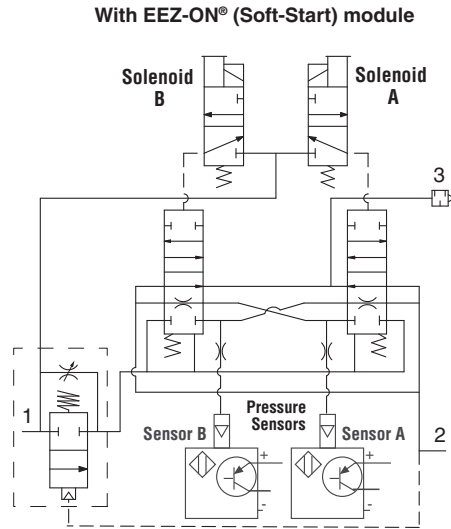 With EEZ-ON® (Soft-Start) module
Solenoid
B
Solenoid
A
3
1
Pressure
Sensors
Sensor B
Sensor A
2
+
-
+
-